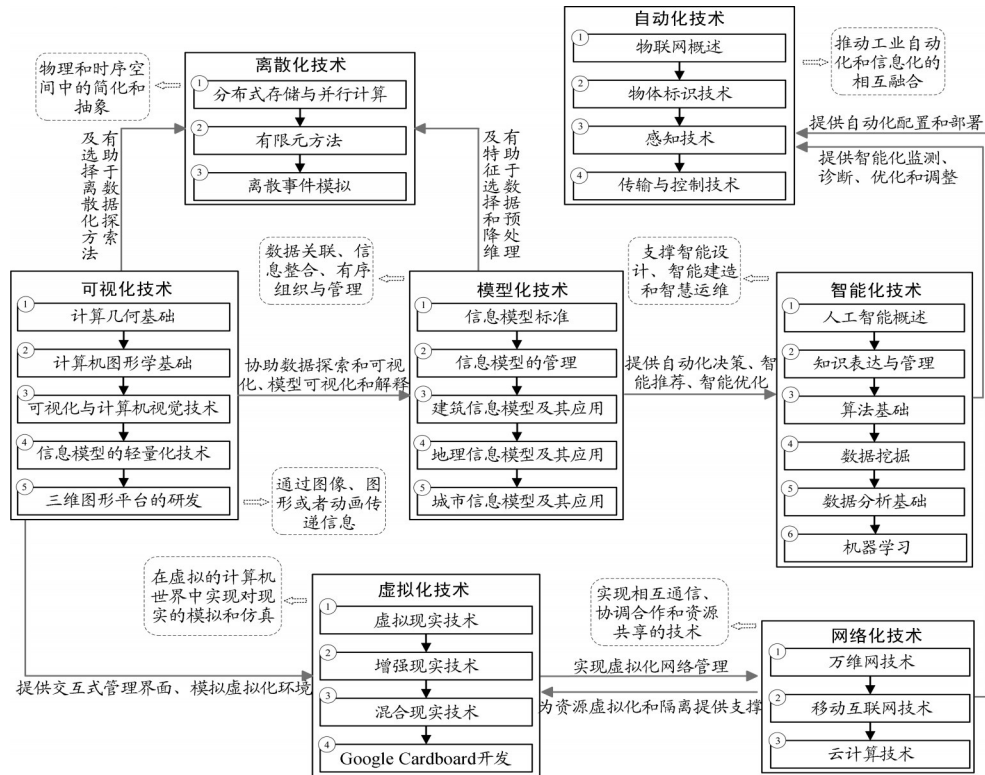 自动化技术
1
物联网概述
2
物体标识技术
3
感知技术
4
传输与控制技术
推动工业自动
化和信息化的
相互融合
物理和时序空
间中的简化和
抽象
离散化技术
1
分布式存储与并行计算
2
有限元方法
3
离散事件模拟
提供自动化配置和部署
提供智能化监测、
诊断、优化和调整
有助于数据探索
及选择离散化方法
有助于数据预处理
及特征选择和降维
数据关联、信
息整合、有序
组织与管理
支撑智能设
计、智能建造
和智慧运维
可视化技术
1
计算几何基础
2
计算机图形学基础
3
可视化与计算机视觉技术
4
信息模型的轻量化技术
5
三维图形平台的研发
协助数据探索和可视
化、模型可视化和解释
模型化技术
1
信息模型标准
2
信息模型的管理
3
建筑信息模型及其应用
4
地理信息模型及其应用
5
城市信息模型及其应用
提供自动化决策、智
能推荐、智能优化
智能化技术
1
人工智能概述
2
知识表达与管理
3
算法基础
4
数据挖掘
5
数据分析基础
6
机器学习
通过图像、图
形或者动画传
递信息
在虚拟的计算机
世界中实现对现
实的模拟和仿真
虚拟化技术
1
虚拟现实技术
2
增强现实技术
3
混合现实技术
4
Google Cardboard开发
提供交互式管理界面、模拟虚拟化环境
实现相互通信、
协调合作和资源
共享的技术
实现虚拟化网络管理
为资源虚拟化和隔离提供支撑
网络化技术
1
万维网技术
2
移动互联网技术
3
云计算技术